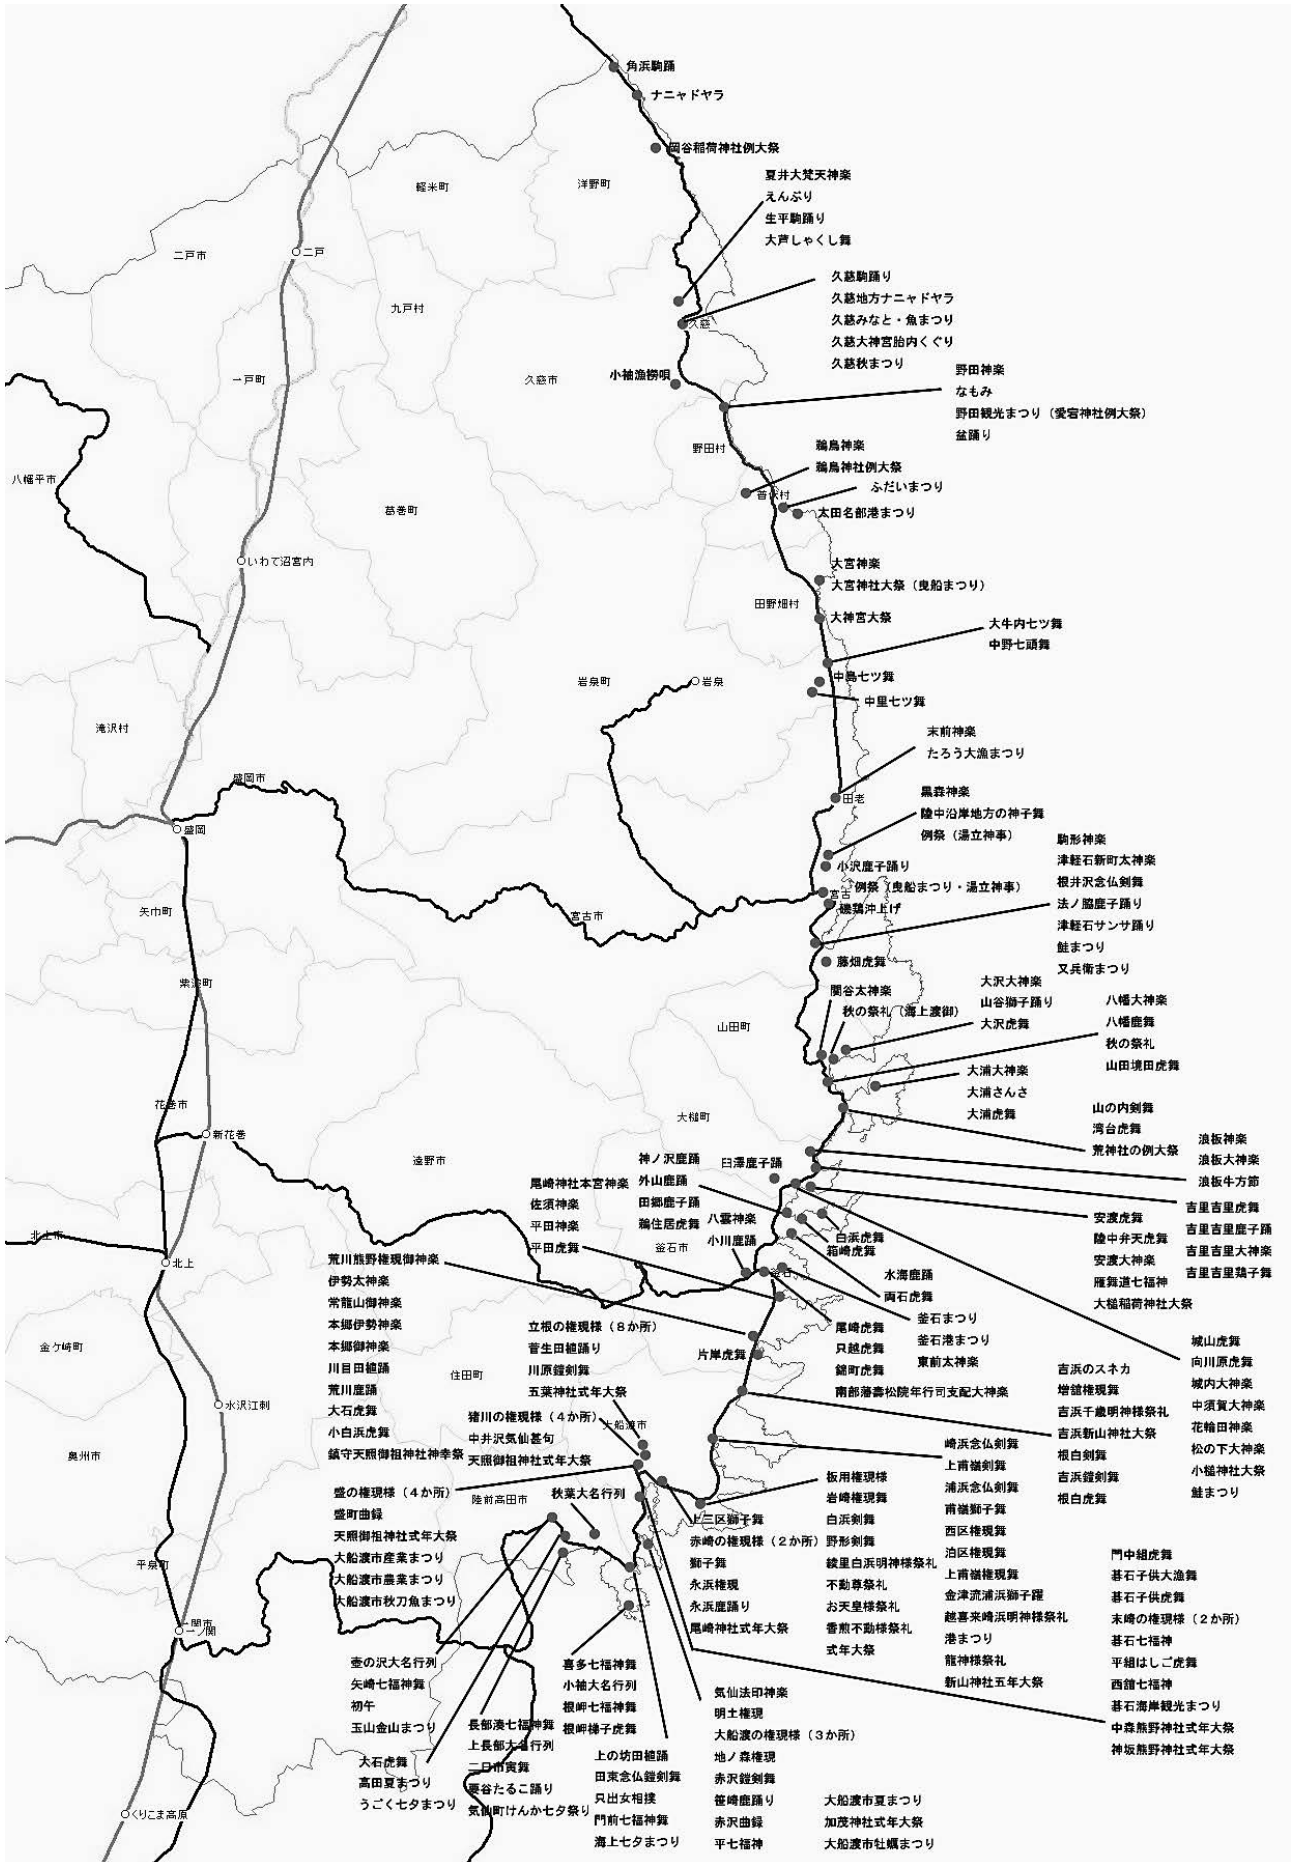 角浜駒踊
ナニャドヤラ
岡谷稲荷神社例大祭
軽米町
洋野町
夏井大梵天神楽
えんぶり
生平駒踊り
大芦しゃくし舞
二戸市
二戸
九戸村
久慈駒踊り
久慈地方ナニャドヤラ
久慈みなと・魚まつり
久慈大神宮胎内くぐり
久慈秋まつり
久慈
一戸町
久慈市
小袖漁撈唄
野田神楽
なもみ
野田観光まつり（愛宕神社例大祭）
盆踊り
野田村
鵜鳥神楽
鵜鳥神社例大祭
ふだいまつり
普代村
太田名部港まつり
八幡平市
葛巻町
いわて沼宮内
大宮神楽
大宮神社大祭（曳船まつり）
田野畑村
大神宮大祭
大牛内七ツ舞
中野七頭舞
中島七ツ舞
中里七ツ舞
岩泉町
岩泉
滝沢村
末前神楽
たろう大漁まつり
盛岡市
田老
盛岡
黒森神楽
陸中沿岸地方の神子舞
例祭（湯立神事）
小沢鹿子踊り
例祭（曳船まつり・湯立神事）
宮古
磯鶏沖上げ
宮古市
矢巾町
駒形神楽
津軽石新町太神楽
根井沢念仏剣舞
法ノ脇鹿子踊り
津軽石サンサ踊り
鮭まつり
又兵衛まつり
藤畑虎舞
紫波町
関谷太神楽
秋の祭礼（海上渡御）
大沢大神楽
山谷獅子踊り
大沢虎舞
八幡大神楽
八幡鹿舞
秋の祭礼
山田境田虎舞
山田町
大浦大神楽
大浦さんさ
大浦虎舞
花巻市
新花巻
大槌町
山の内剣舞
湾台虎舞
荒神社の例大祭
浪板神楽
浪板大神楽
浪板牛方節
遠野市
神ノ沢鹿踊
外山鹿踊
田郷鹿子踊
鵜住居虎舞
臼澤鹿子踊
尾崎神社本宮神楽
佐須神楽
平田神楽
平田虎舞
八雲神楽
小川鹿踊
釜石市
釜石
白浜虎舞
箱崎虎舞
吉里吉里虎舞
吉里吉里鹿子踊
吉里吉里大神楽
吉里吉里鶏子舞
安渡虎舞
陸中弁天虎舞
安渡大神楽
雁舞道七福神
大槌稲荷神社大祭
水海鹿踊
両石虎舞
北上市
北上
荒川熊野権現御神楽
伊勢太神楽
常龍山御神楽
本郷伊勢神楽
本郷御神楽
川目田植踊
荒川鹿踊
大石虎舞
小白浜虎舞
鎮守天照御祖神社神幸祭
釜石まつり
釜石港まつり
東前太神楽
尾崎虎舞
只越虎舞
錦町虎舞
南部藩壽松院年行司支配大神楽
片岸虎舞
立根の権現様（８か所）
菅生田植踊り
川原鎧剣舞
五葉神社式年大祭
城山虎舞
向川原虎舞
城内大神楽
中須賀大神楽
花輪田神楽
松の下大神楽
小槌神社大祭
鮭まつり
金ケ崎町
住田町
水沢江刺
奥州市
吉浜のスネカ
増舘権現舞
吉浜千歳明神様祭礼
吉浜新山神社大祭
根白剣舞
吉浜鎧剣舞
根白虎舞
猪川の権現様（４か所）
中井沢気仙甚句
天照御祖神社式年大祭
大船渡市
盛の権現様（４か所）
盛町曲録
天照御祖神社式年大祭
大船渡市産業まつり
大船渡市農業まつり
大船渡市秋刀魚まつり
陸前高田市
秋葉大名行列
崎浜念仏剣舞
上甫嶺剣舞
浦浜念仏剣舞
甫嶺獅子舞
西区権現舞
泊区権現舞
上甫嶺権現舞
金津流浦浜獅子躍
越喜来崎浜明神様祭礼
港まつり
龍神様祭礼
新山神社五年大祭
板用権現様
岩崎権現舞
白浜剣舞
野形剣舞
綾里白浜明神様祭礼
不動尊祭礼
お天皇様祭礼
香煎不動様祭礼
式年大祭
上三区獅子舞
赤崎の権現様（２か所）
獅子舞
永浜権現
永浜鹿踊り
尾崎神社式年大祭
平泉町
一関市
一ノ関
門中組虎舞
碁石子供大漁舞
碁石子供虎舞
末崎の権現様（２か所）
碁石七福神
平組はしご虎舞
西舘七福神
碁石海岸観光まつり
中森熊野神社式年大祭
神坂熊野神社式年大祭
壺の沢大名行列
矢崎七福神舞
初午
玉山金山まつり
喜多七福神舞
小袖大名行列
根岬七福神舞
根岬梯子虎舞
大石虎舞
高田夏まつり
うごく七夕まつり
長部湊七福神舞
上長部大名行列
二日市寅舞
要谷たるこ踊り
気仙町けんか七夕祭り
上の坊田植踊
田束念仏鎧剣舞
只出女相撲
門前七福神舞
海上七夕まつり
気仙法印神楽
明土権現
大船渡の権現様（３か所）
地ノ森権現
赤沢鎧剣舞
笹崎鹿踊り
赤沢曲録
平七福神
大船渡市夏まつり
加茂神社式年大祭
大船渡市牡蠣まつり
くりこま高原